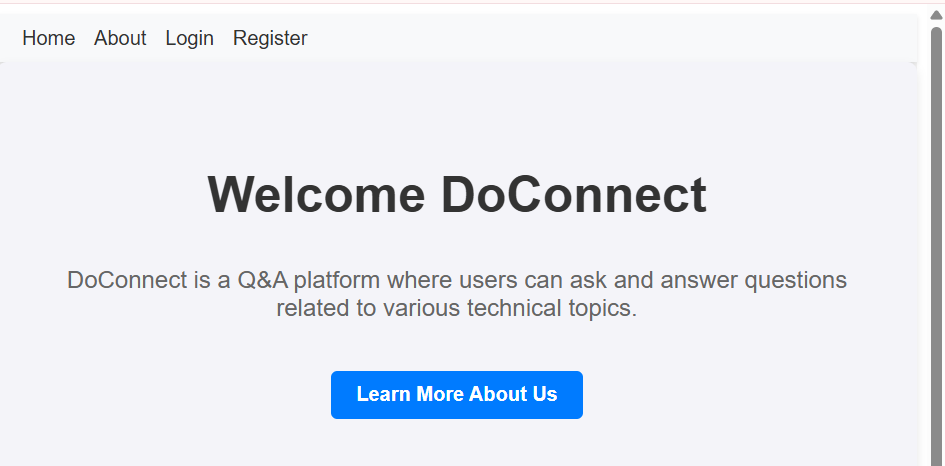 Home About Login Register
Welcome DoConnect
DoConnect is a Q&A platform where users can ask and answer questions
related to various technical topics.
Learn More About Us